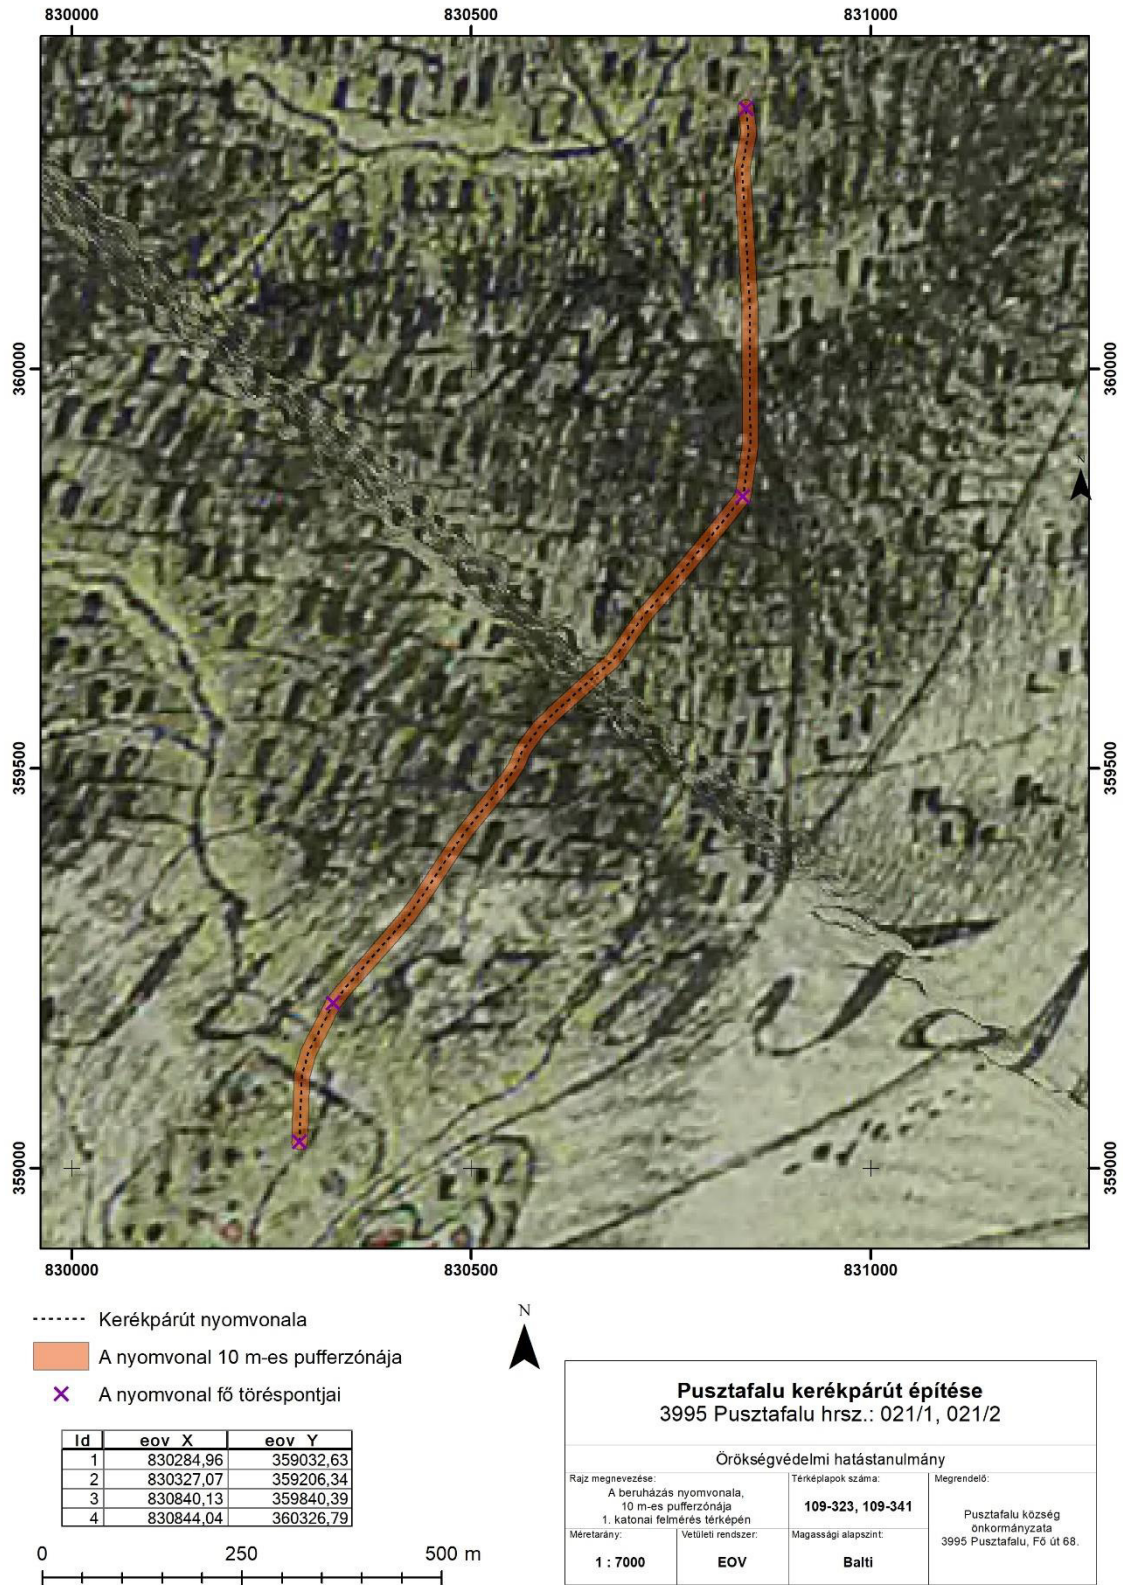 830000 830500 831000
360000 360000
N
359500 359500
359000 359000
830000 830500 831000
Kerékpárút nyomvonala
A nyomvonal 10 m-es pufferzónája
A nyomvonal fő töréspontjai
N
Id eov X eov Y
1 830284,96 359032,63
2 830327,07 359206,34
3 830840,13 359840,39
4 830844,04 360326,79
0 250 500 m
Pusztafalu kerékpárút építése
3995 Pusztafalu hrsz.: 021/1, 021/2
Örökségvédelmi hatástanulmány
Rajz megnevezése:
A beruházás nyomvonala,
10 m-es pufferzónája
1. katonai felmérés térképén
Térképlapok száma:
109-323, 109-341
Megrendelő:
Pusztafalu község
önkormányzata
3995 Pusztafalu, Fő út 68.
Méretarány:
1 : 7000
Vetületi rendszer:
EOV
Magassági alapszint:
Balti